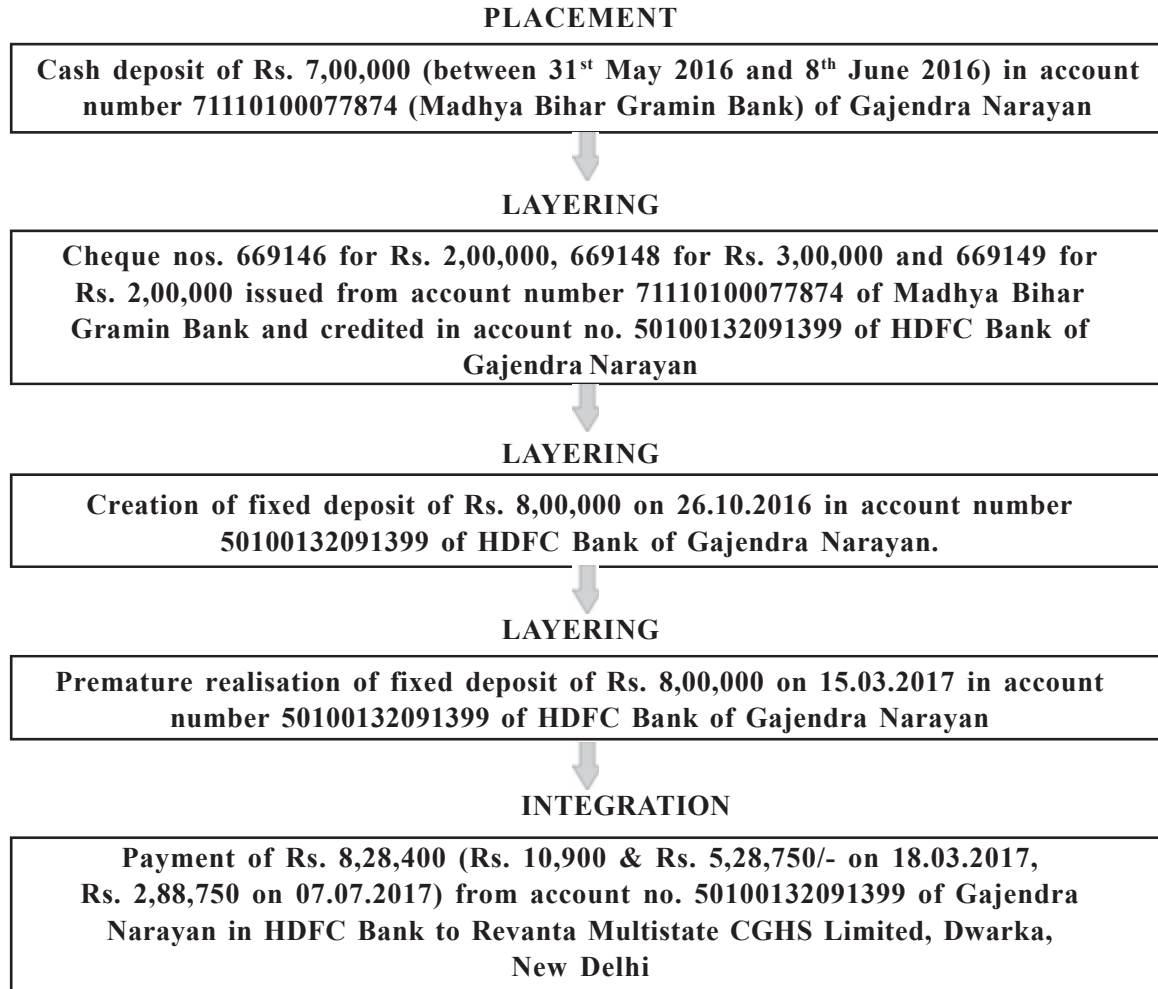 PLACEMENT
Cash deposit of Rs. 7,00,000 (between 31st May 2016 and 8th June 2016) in account
number 71110100077874 (Madhya Bihar Gramin Bank) of Gajendra Narayan
LAYERING
Cheque nos. 669146 for Rs. 2,00,000, 669148 for Rs. 3,00,000 and 669149 for
Rs. 2,00,000 issued from account number 71110100077874 of Madhya Bihar
Gramin Bank and credited in account no. 50100132091399 of HDFC Bank of
Gajendra Narayan
LAYERING
Creation of fixed deposit of Rs. 8,00,000 on 26.10.2016 in account number
50100132091399 of HDFC Bank of Gajendra Narayan.
LAYERING
Premature realisation of fixed deposit of Rs. 8,00,000 on 15.03.2017 in account
number 50100132091399 of HDFC Bank of Gajendra Narayan
INTEGRATION
Payment of Rs. 8,28,400 (Rs. 10,900 & Rs. 5,28,750/- on 18.03.2017,
Rs. 2,88,750 on 07.07.2017) from account no. 50100132091399 of Gajendra
Narayan in HDFC Bank to Revanta Multistate CGHS Limited, Dwarka,
New Delhi